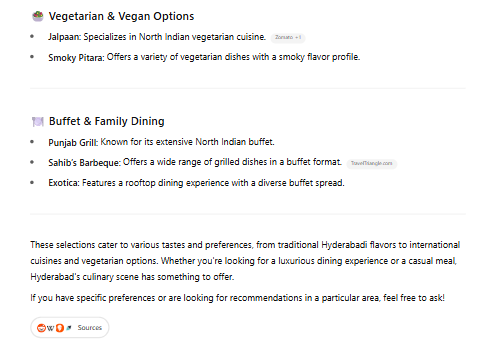 Vegetarian & Vegan Options
Jalpaan: Specializes in North Indian vegetarian cuisine. Zomato +1
Smoky Pitara: Offers a variety of vegetarian dishes with a smoky flavor profile.
Buffet & Family Dining
Punjab Grill: Known for its extensive North Indian buffet.
Sahib's Barbeque: Offers a wide range of grilled dishes in a buffet format. TravelTriangle.com
Exotica: Features a rooftop dining experience with a diverse buffet spread.
These selections cater to various tastes and preferences, from traditional Hyderabadi flavors to international
cuisines and vegetarian options. Whether you're looking for a luxurious dining experience or a casual meal,
Hyderabad's culinary scene has something to offer.
If you have specific preferences or are looking for recommendations in a particular area, feel free to ask!
W Sources